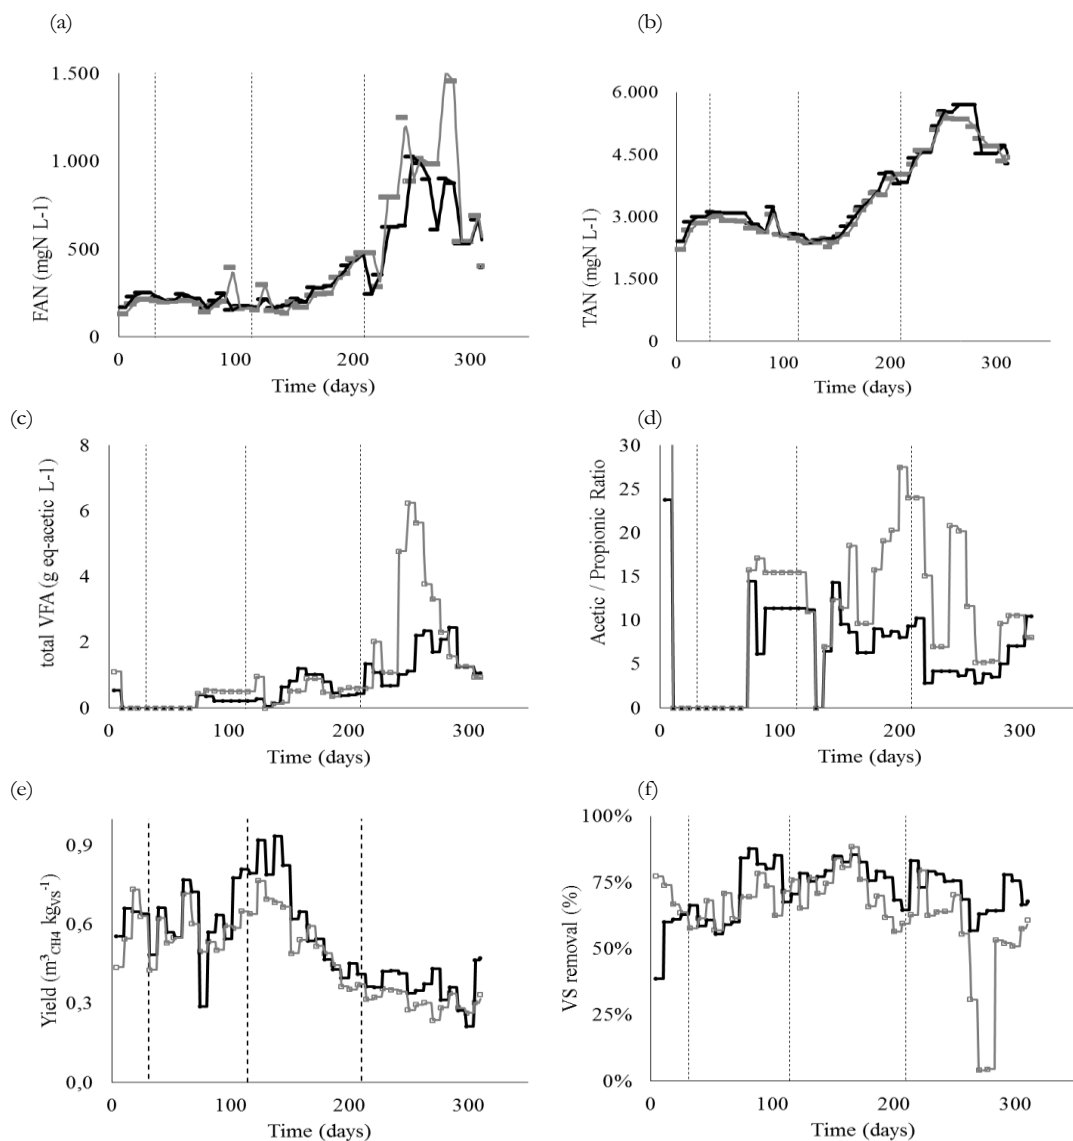 (a)
1.500
1.000
500
0
FAN (mgN L-1)
0 100 200 300
Time (days)
(b)
6.000
4.500
3.000
1.500
0
TAN (mgN L-1)
0 100 200 300
Time (days)
(c)
8
6
4
2
0
total VFA (g eq-acetic L-1)
0 100 200 300
Time (days)
(d)
30
25
20
15
10
5
0
Acetic / Propionic Ratio
0 100 200 300
Time (days)
(e)
0,9
0,6
0,3
0,0
Yield (m³CH4 kgVS⁻¹)
0 100 200 300
Time (days)
(f)
100%
75%
50%
25%
0%
VS removal (%)
0 100 200 300
Time (days)